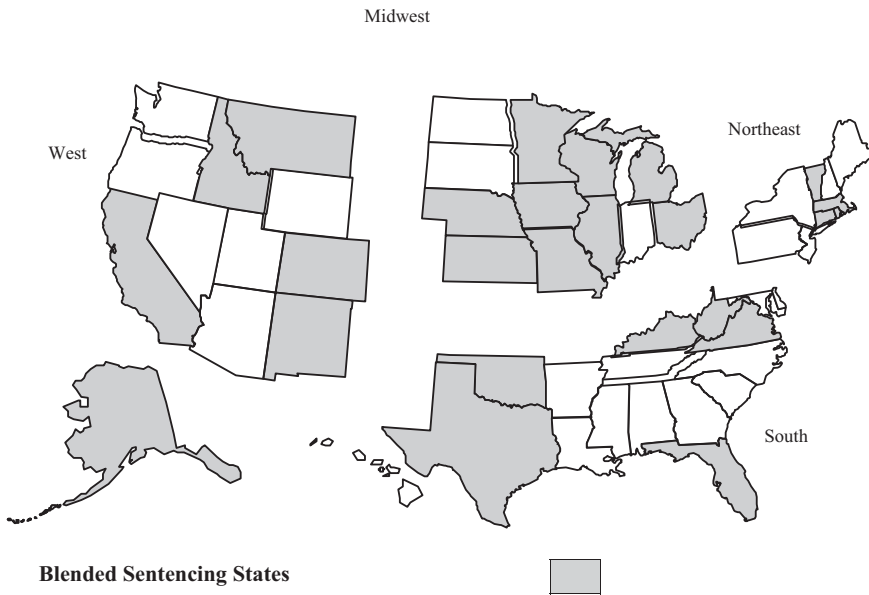 Midwest
Northeast
West
South
Blended Sentencing States